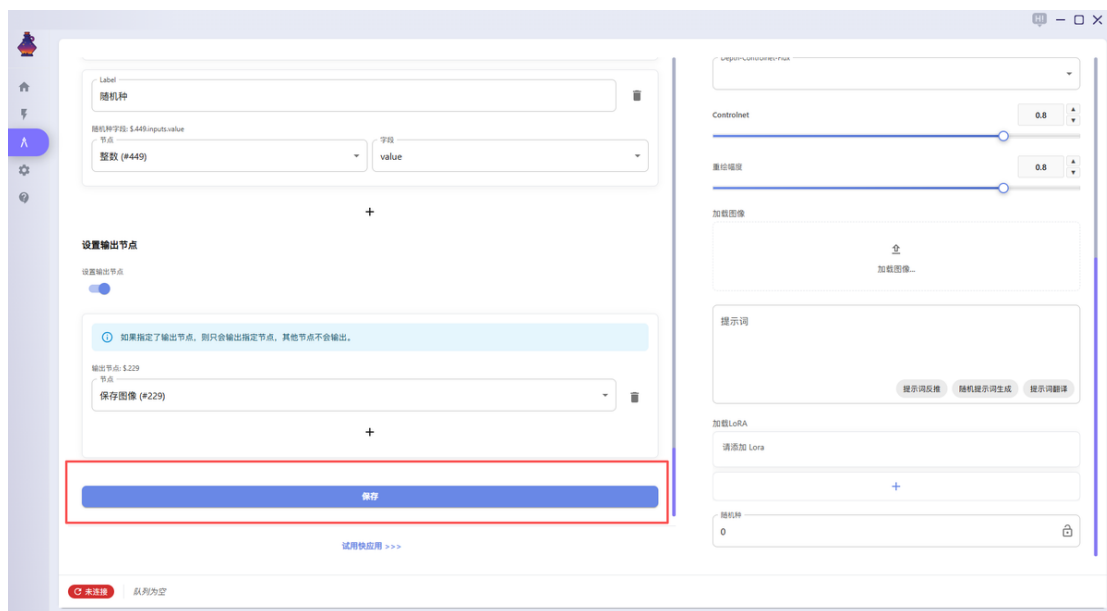 HI
Label
随机种
随机种字段: $.449.inputs.value
节点
整数 (#449)
字段
value
+
设置输出节点
设置输出节点
如果指定了输出节点，则只会输出指定节点，其他节点不会输出。
输出节点: $.229
节点
保存图像 (#229)
+
保存
试用快应用 >>>
未连接
队列为空
Depth-Controlnet-Flux
Controlnet
0.8
重绘幅度
0.8
加载图像
加载图像...
提示词
提示词反推
随机提示词生成
提示词翻译
加载LoRA
请添加 Lora
+
随机种
0